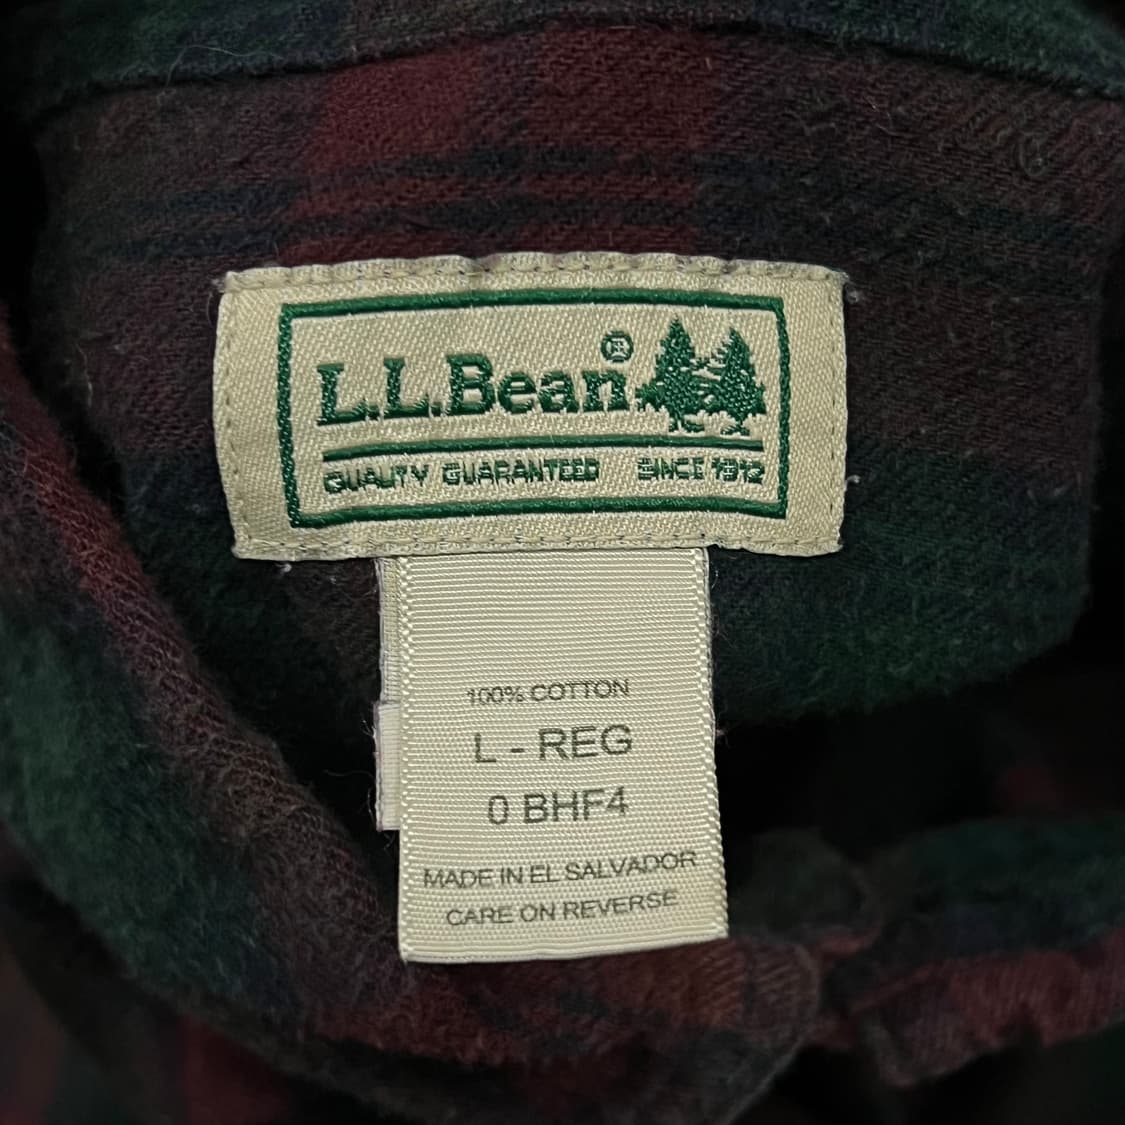 L.L.Bean®
QUALITY GUARANTEED SINCE 1912
100% COTTON
L - REG
0 BHF4
MADE IN EL SALVADOR
CARE ON REVERSE